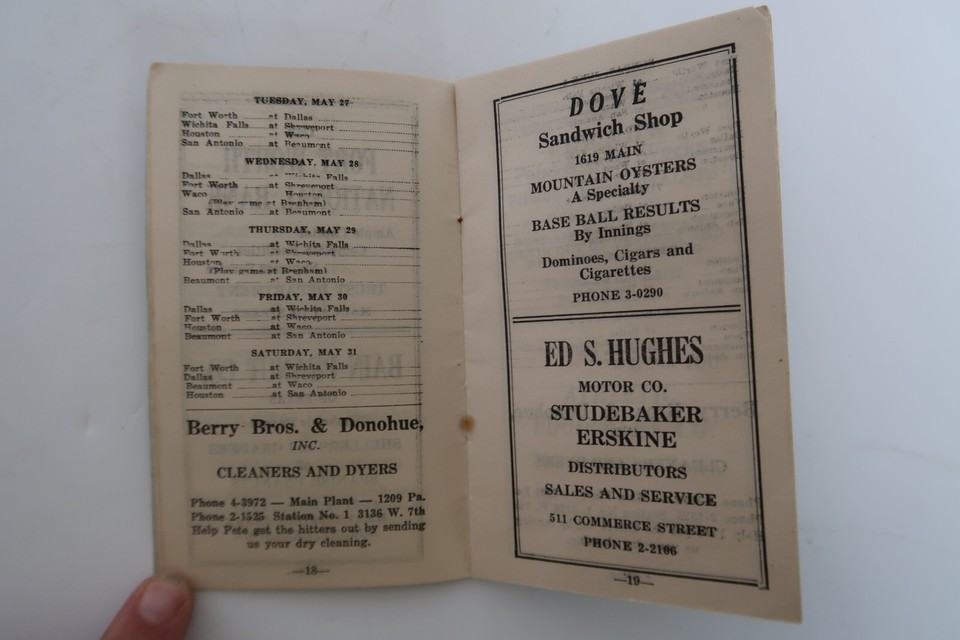 TUESDAY, MAY 27
Fort Worth at Dallas
Wichita Falls at Shreveport
Houston at Waco
San Antonio at Beaumont
WEDNESDAY, MAY 28
Dallas at Wichita Falls
Fort Worth at Shreveport
Waco Houston
(Play game at Brenham)
San Antonio at Beaumont
THURSDAY, MAY 29
Dallas at Wichita Falls
Fort Worth at Shreveport
Houston at Waco
(Play game at Brenham)
Beaumont at San Antonio
FRIDAY, MAY 30
Dallas at Wichita Falls
Fort Worth at Shreveport
Houston at Waco
Beaumont at San Antonio
SATURDAY, MAY 31
Fort Worth at Wichita Falls
Dallas at Shreveport
Beaumont at Waco
Houston at San Antonio
Berry Bros. & Donohue,
INC.
CLEANERS AND DYERS
Phone 4-3972 — Main Plant — 1209 Pa.
Phone 2-1525 Station No. 1 3136 W. 7th
Help Pete get the hitters out by sending
us your dry cleaning.
—18—
DOVE
Sandwich Shop
1619 MAIN
MOUNTAIN OYSTERS
A Specialty
BASE BALL RESULTS
By Innings
Dominoes, Cigars and
Cigarettes
PHONE 3-0290
ED S. HUGHES
MOTOR CO.
STUDEBAKER
ERSKINE
DISTRIBUTORS
SALES AND SERVICE
511 COMMERCE STREET
PHONE 2-2106
—19—